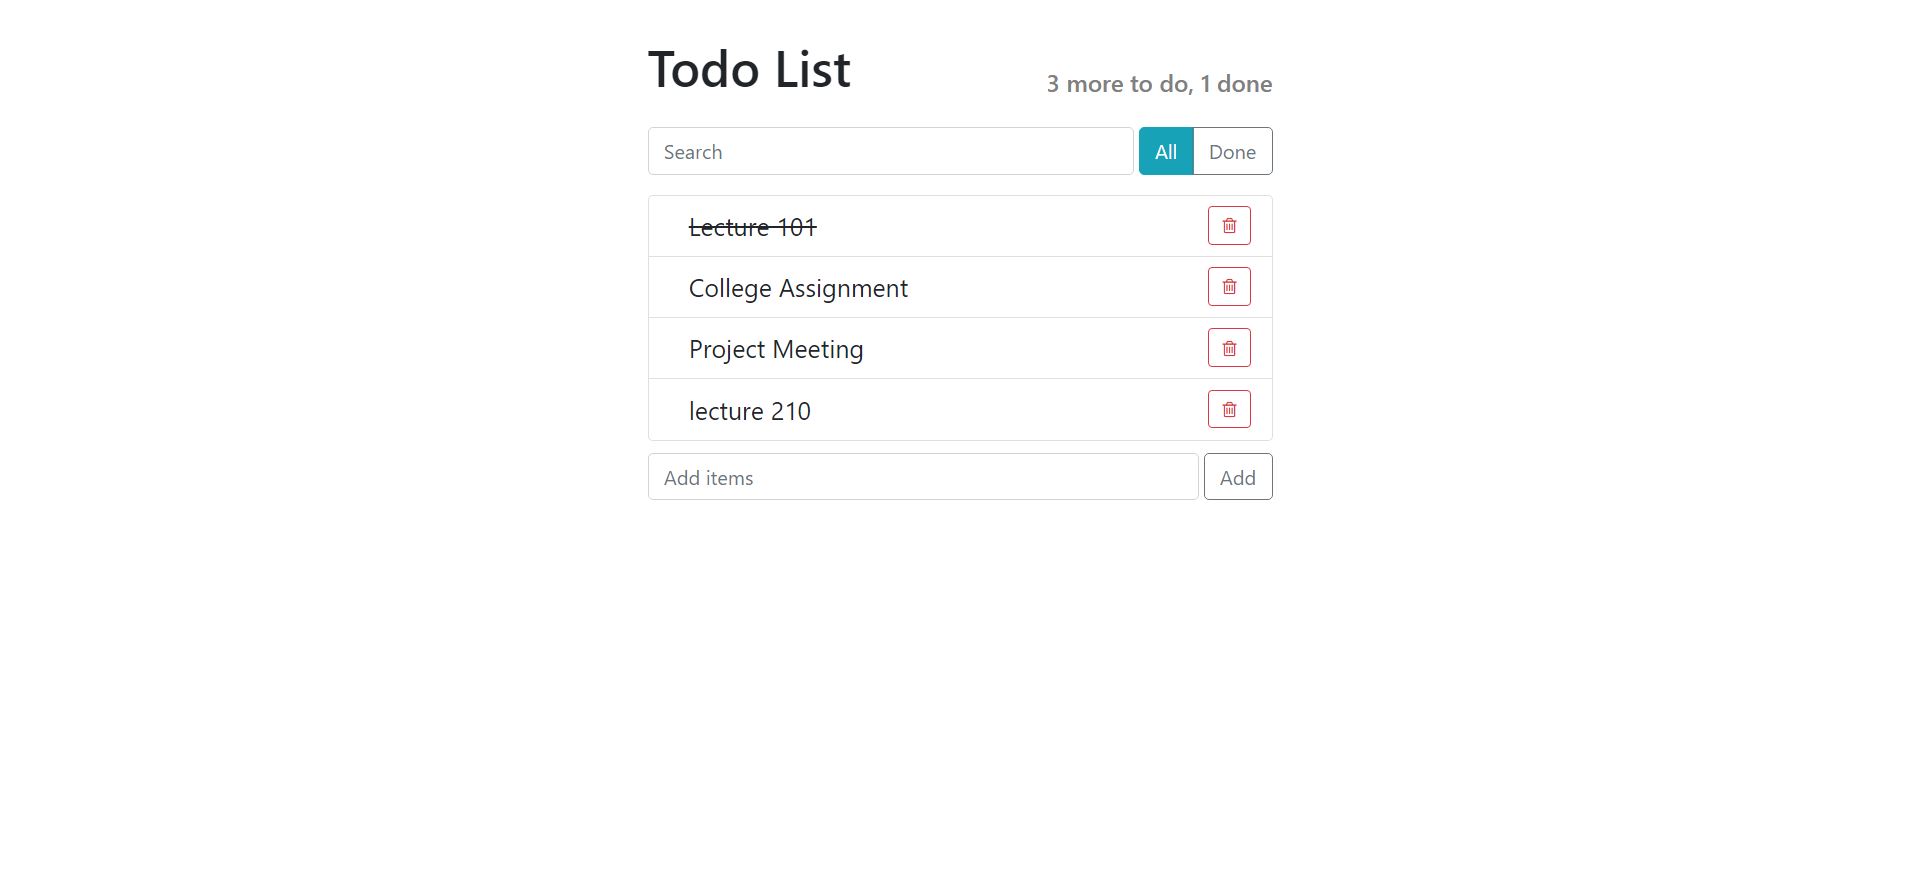 Todo List
3 more to do, 1 done
Search
All
Done
Lecture 101
College Assignment
Project Meeting
lecture 210
Add items
Add